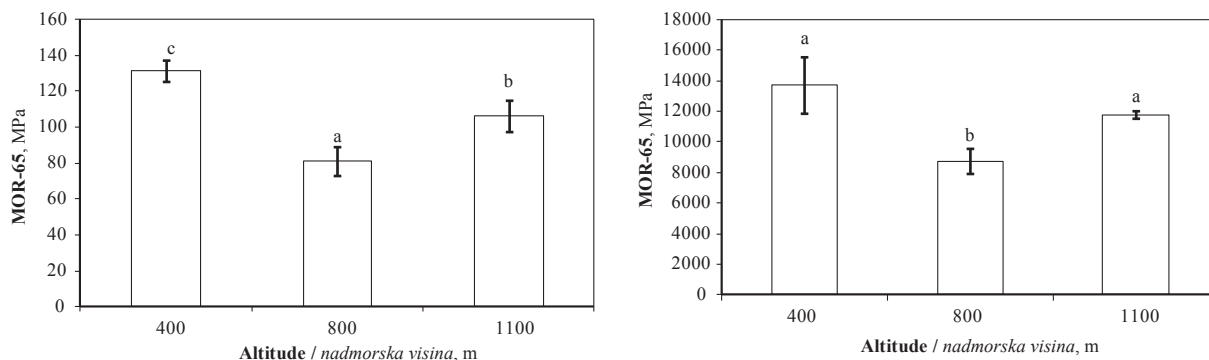 160
140
120
100
80
60
40
20
0
MOR-65, MPa
c
a
b
400 800 1100
Altitude / nadmorska visina, m
18000
16000
14000
12000
10000
8000
6000
4000
2000
0
MOR-65, MPa
a
b
a
400 800 1100
Altitude / nadmorska visina, m